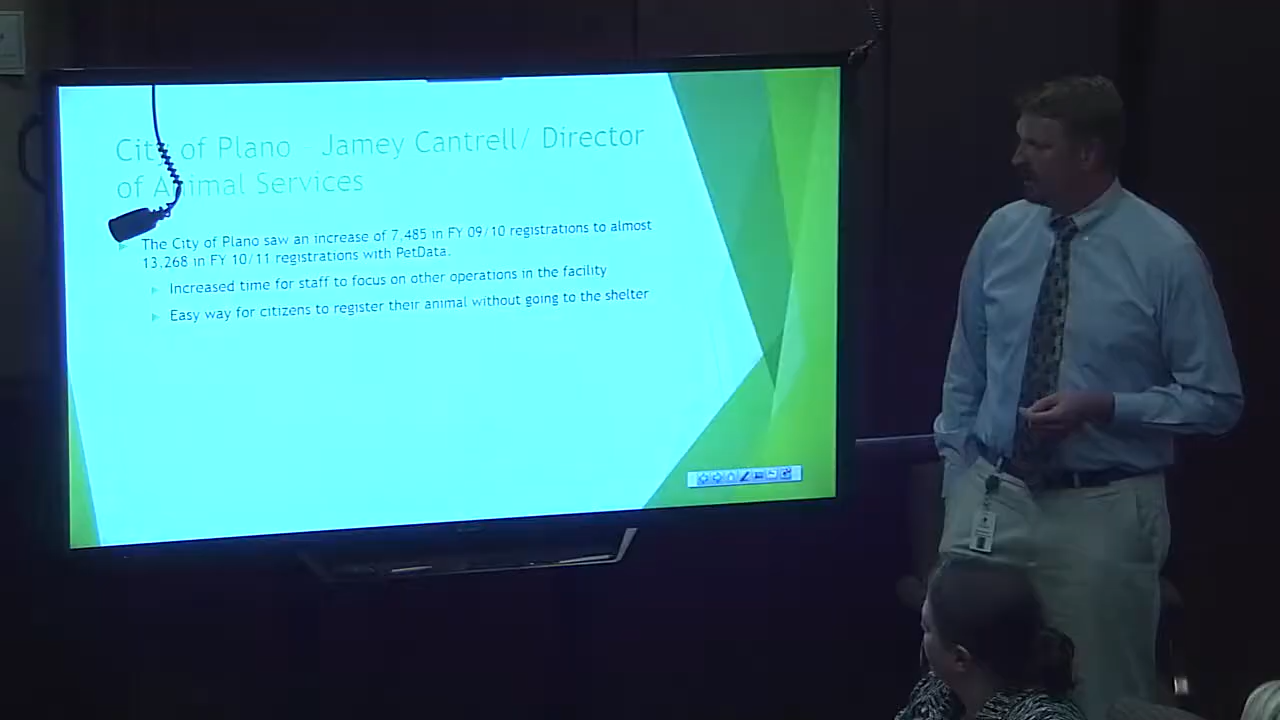 City of Plano - Jamey Cantrell/ Director
of Animal Services
The City of Plano saw an increase of 7,485 in FY 09/10 registrations to almost
13,268 in FY 10/11 registrations with PetData.
Increased time for staff to focus on other operations in the facility
Easy way for citizens to register their animal without going to the shelter